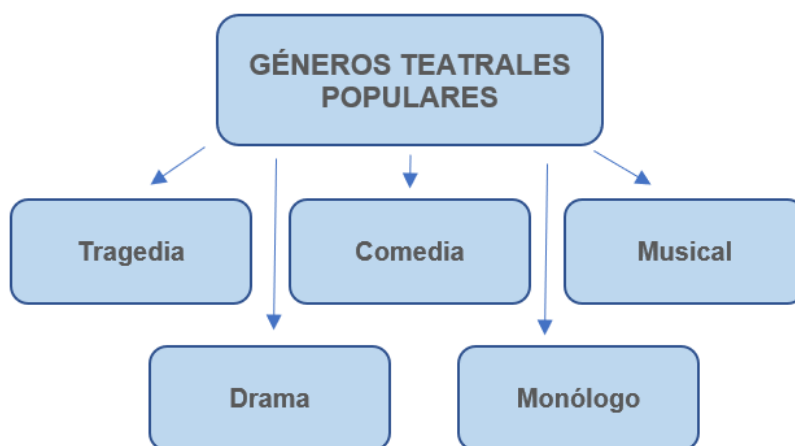 GÉNEROS TEATRALES
POPULARES
Tragedia
Comedia
Musical
Drama
Monólogo